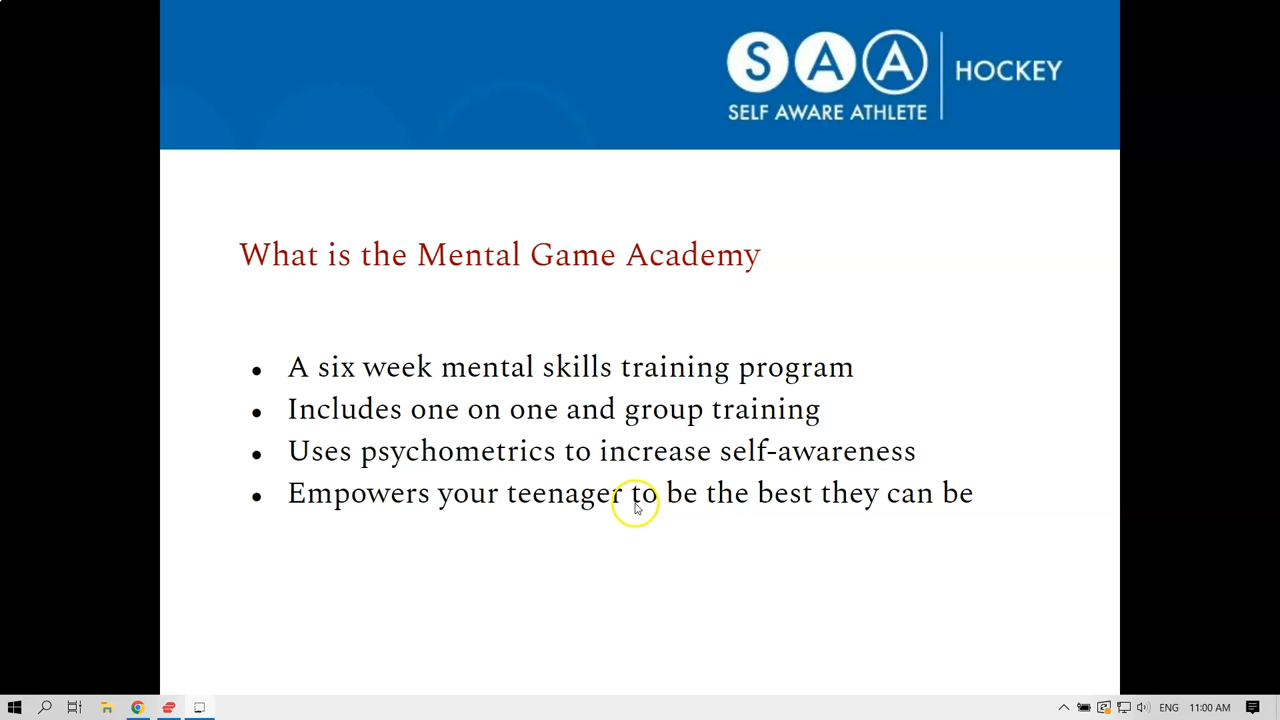 SAA
SELF AWARE ATHLETE
HOCKEY
What is the Mental Game Academy
• A six week mental skills training program
• Includes one on one and group training
• Uses psychometrics to increase self-awareness
• Empowers your teenager to be the best they can be
ENG
11:00 AM